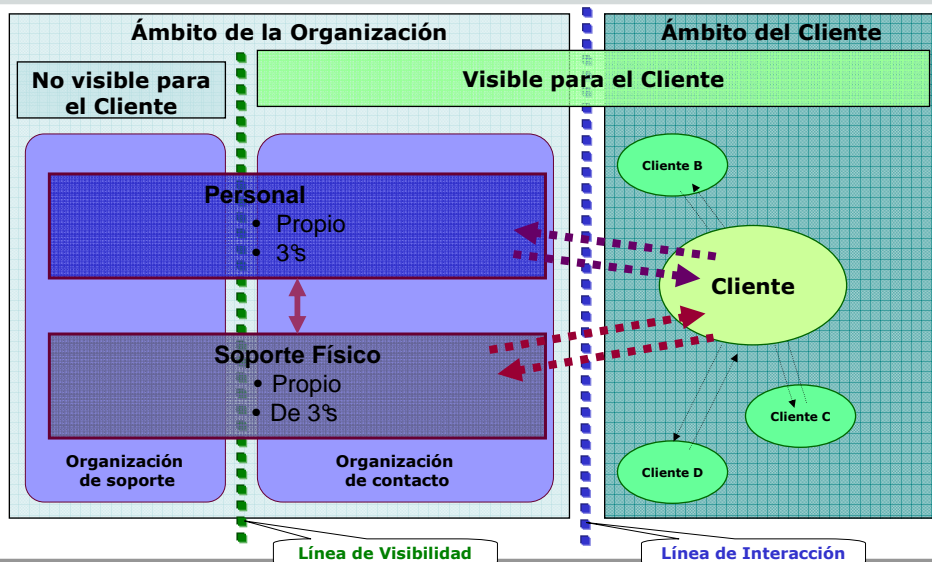 Ámbito de la Organización
Ámbito del Cliente
No visible para
el Cliente
Visible para el Cliente
Cliente B
Personal
• Propio
• 3ºs
Cliente
Soporte Físico
• Propio
• De 3ºs
Cliente C
Organización
de soporte
Organización
de contacto
Cliente D
Línea de Visibilidad
Línea de Interacción